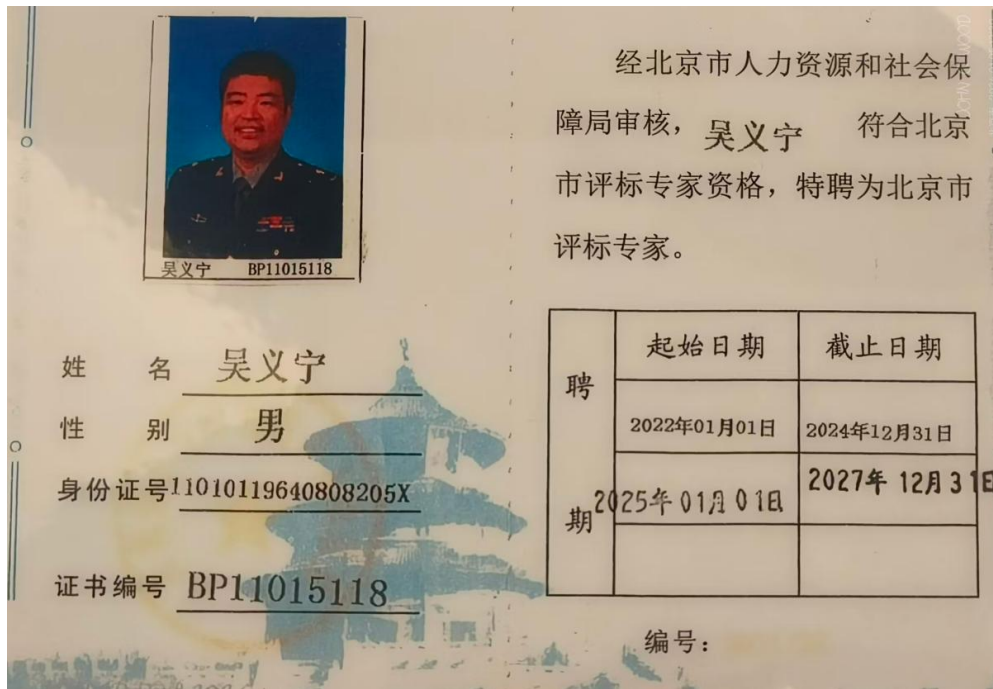 吴义宁 BP11015118
姓 名 吴义宁
性 别 男
身份证号 11010119640808205X
证书编号 BP11015118
经北京市人力资源和社会保
障局审核， 吴义宁 符合北京
市评标专家资格，特聘为北京市
评标专家。
聘期
起始日期 截止日期
2022年01月01日 2024年12月31日
2025年01月01日 2027年12月31日
编号：